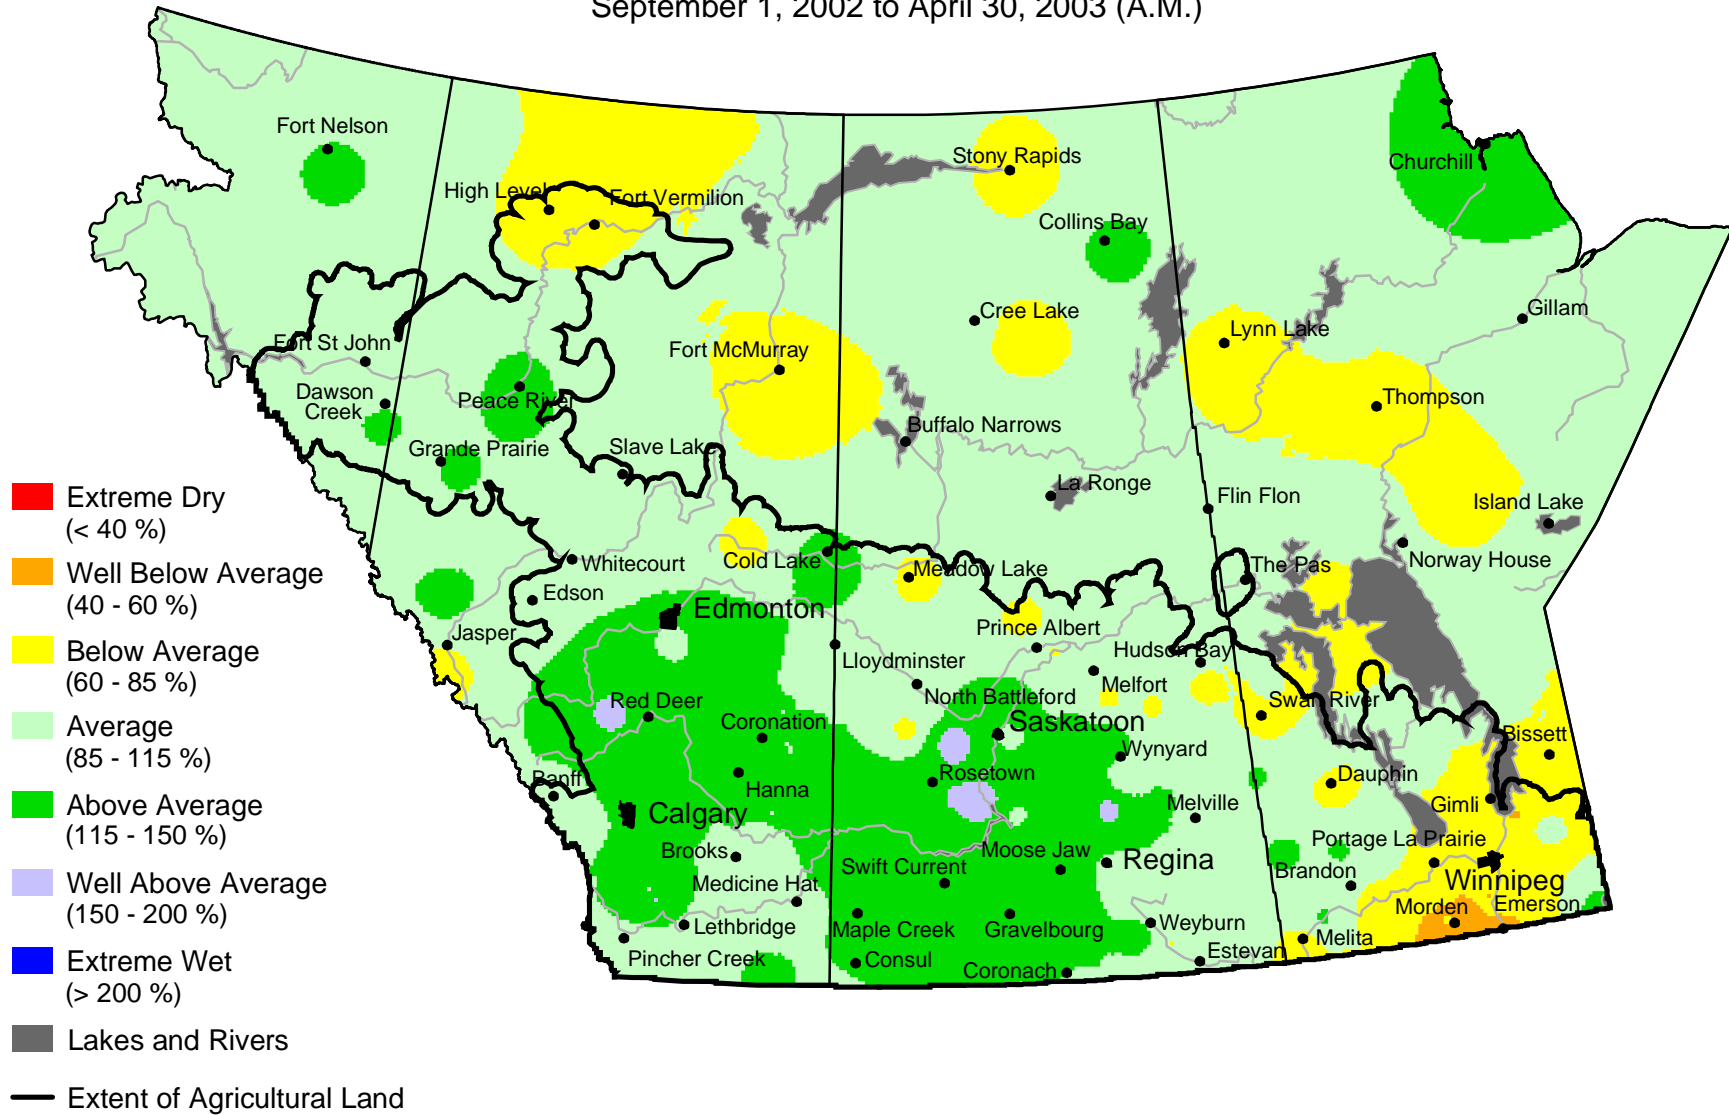 September 1, 2002 to April 30, 2003 (A.M.)
Fort Nelson
High Level
Fort Vermilion
Stony Rapids
Churchill
Collins Bay
Fort St John
Dawson
Creek
Peace River
Grande Prairie
Slave Lake
Fort McMurray
Cree Lake
Buffalo Narrows
La Ronge
Lynn Lake
Gillam
Thompson
Flin Flon
Island Lake
Norway House
The Pas
Whitecourt
Edson
Jasper
Cold Lake
Edmonton
Meadow Lake
Prince Albert
Lloydminster
North Battleford
Hudson Bay
Melfort
Swan River
Red Deer
Coronation
Saskatoon
Wynyard
Bissett
Banff
Hanna
Rosetown
Dauphin
Calgary
Melville
Gimli
Brooks
Medicine Hat
Swift Current
Moose Jaw
Regina
Portage La Prairie
Brandon
Winnipeg
Morden
Emerson
Lethbridge
Maple Creek
Gravelbourg
Weyburn
Melita
Pincher Creek
Consul
Coronach
Estevan
Extreme Dry
(< 40 %)
Well Below Average
(40 - 60 %)
Below Average
(60 - 85 %)
Average
(85 - 115 %)
Above Average
(115 - 150 %)
Well Above Average
(150 - 200 %)
Extreme Wet
(> 200 %)
Lakes and Rivers
Extent of Agricultural Land